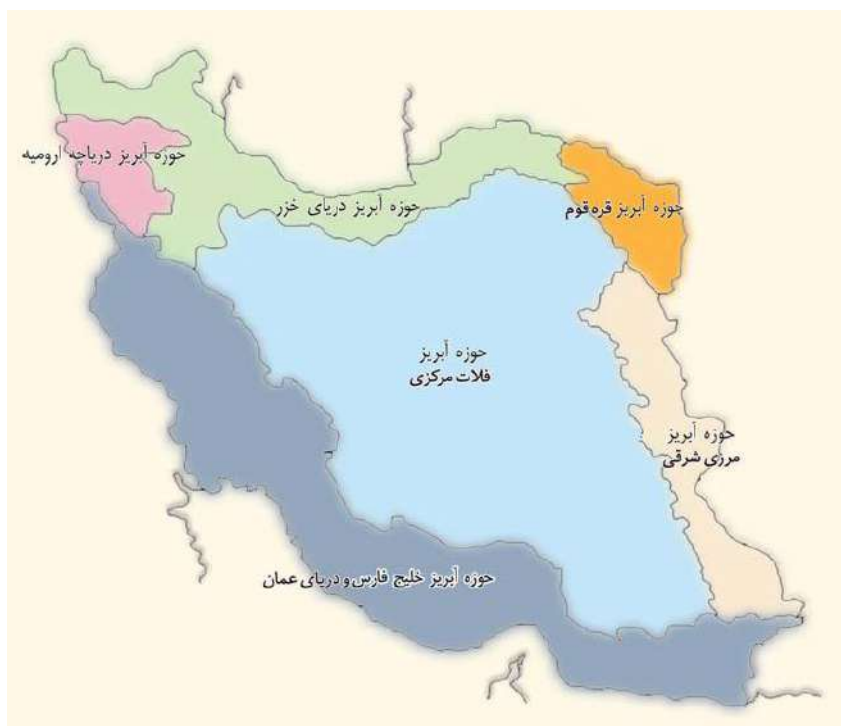 حوزه آبریز دریاچه ارومیه
حوزه آبریز دریای خزر
حوزه آبریز قره قوم
حوزه آبریز
فلات مرکزی
حوزه آبریز
مرزی شرقی
حوزه آبریز خلیج فارس و دریای عمان